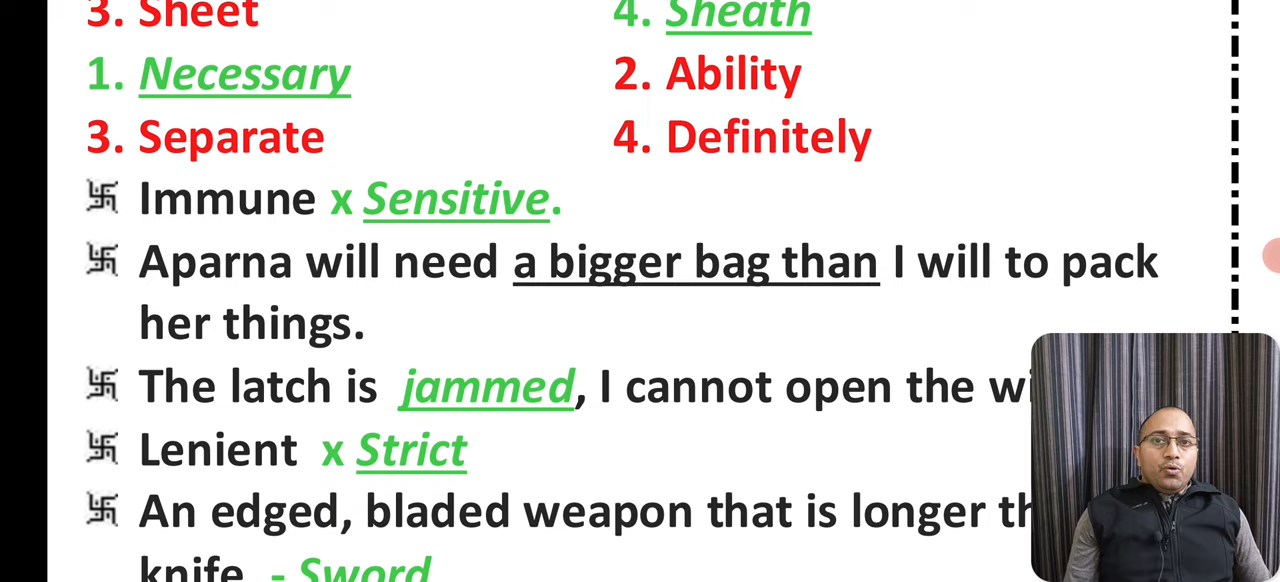 3. Sheet 4. Sheath
1. Necessary 2. Ability
3. Separate 4. Definitely
卐 Immune x Sensitive.
卐 Aparna will need a bigger bag than I will to pack
her things.
卐 The latch is jammed, I cannot open the
卐 Lenient x Strict
卐 An edged, bladed weapon that is longer
knife - Sword